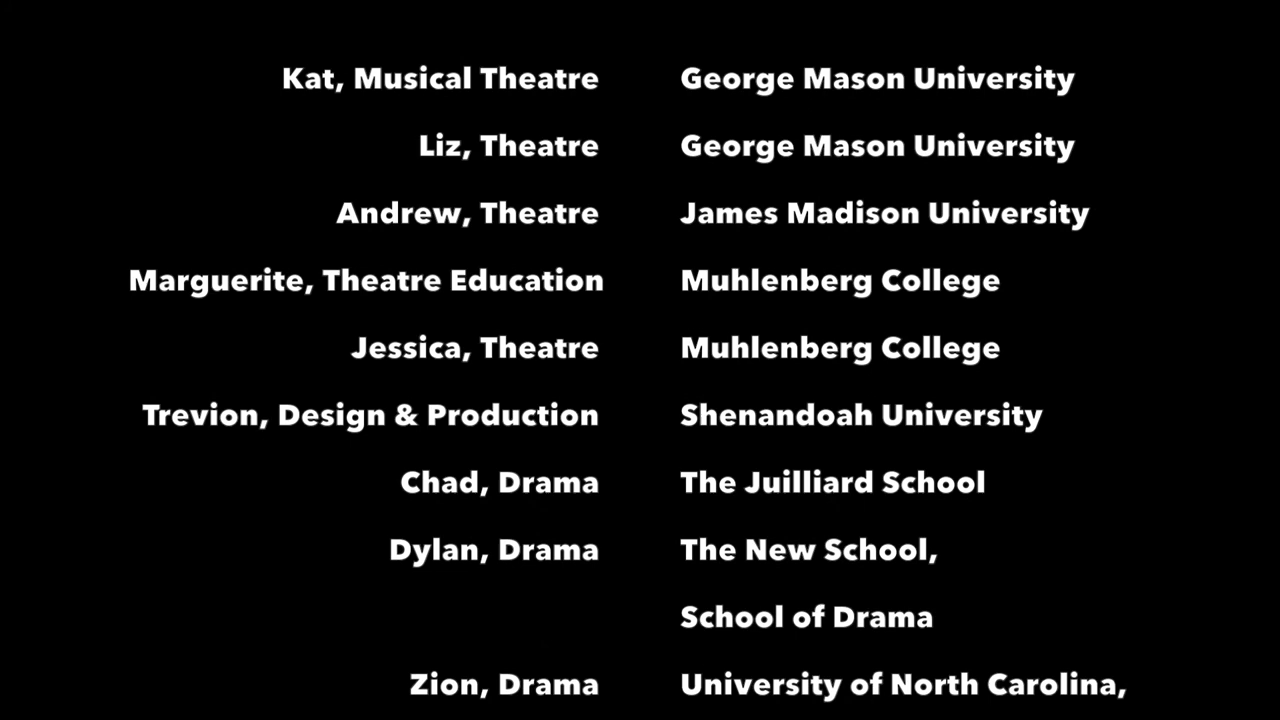 Kat, Musical Theatre George Mason University
Liz, Theatre George Mason University
Andrew, Theatre James Madison University
Marguerite, Theatre Education Muhlenberg College
Jessica, Theatre Muhlenberg College
Trevion, Design & Production Shenandoah University
Chad, Drama The Juilliard School
Dylan, Drama The New School,
School of Drama
Zion, Drama University of North Carolina,